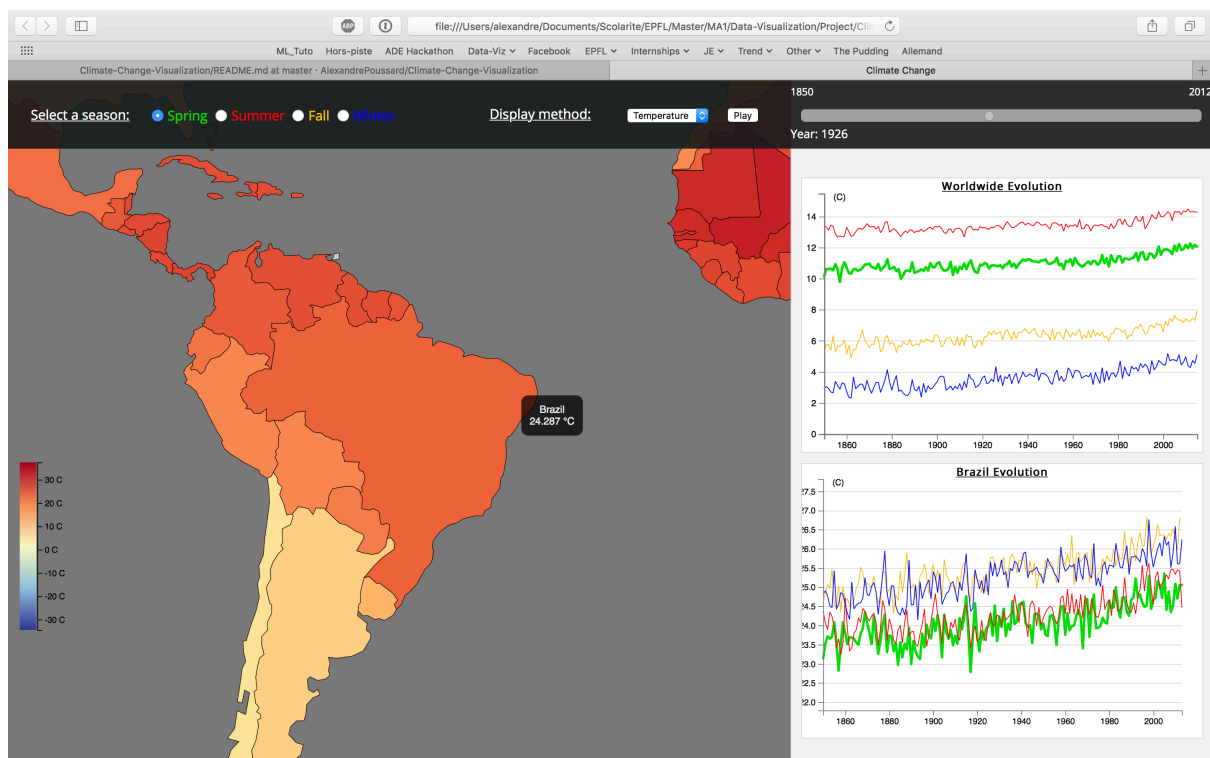 file:///Users/alexandre/Documents/Scolarite/EPFL/Master/MA1/Data-Visualization/Project/Cli
ABP
ML_Tuto Hors-piste ADE Hackathon Data-Viz Facebook EPFL Internships JE Trend Other The Pudding Allemand
Climate-Change-Visualization/README.md at master · AlexandrePoussard/Climate-Change-Visualization
Climate Change
Select a season: Spring Summer Fall Winter
Display method: Temperature Play
1850 2012
Year: 1926
Worldwide Evolution
(C)
14
12
10
8
6
4
2
0
1860 1880 1900 1920 1940 1960 1980 2000
Brazil
24.287 °C
30 C
20 C
10 C
0 C
-10 C
-20 C
-30 C
Brazil Evolution
(C)
27.5
27.0
26.5
26.0
25.5
25.0
24.5
24.0
23.5
23.0
22.5
22.0
1860 1880 1900 1920 1940 1960 1980 2000